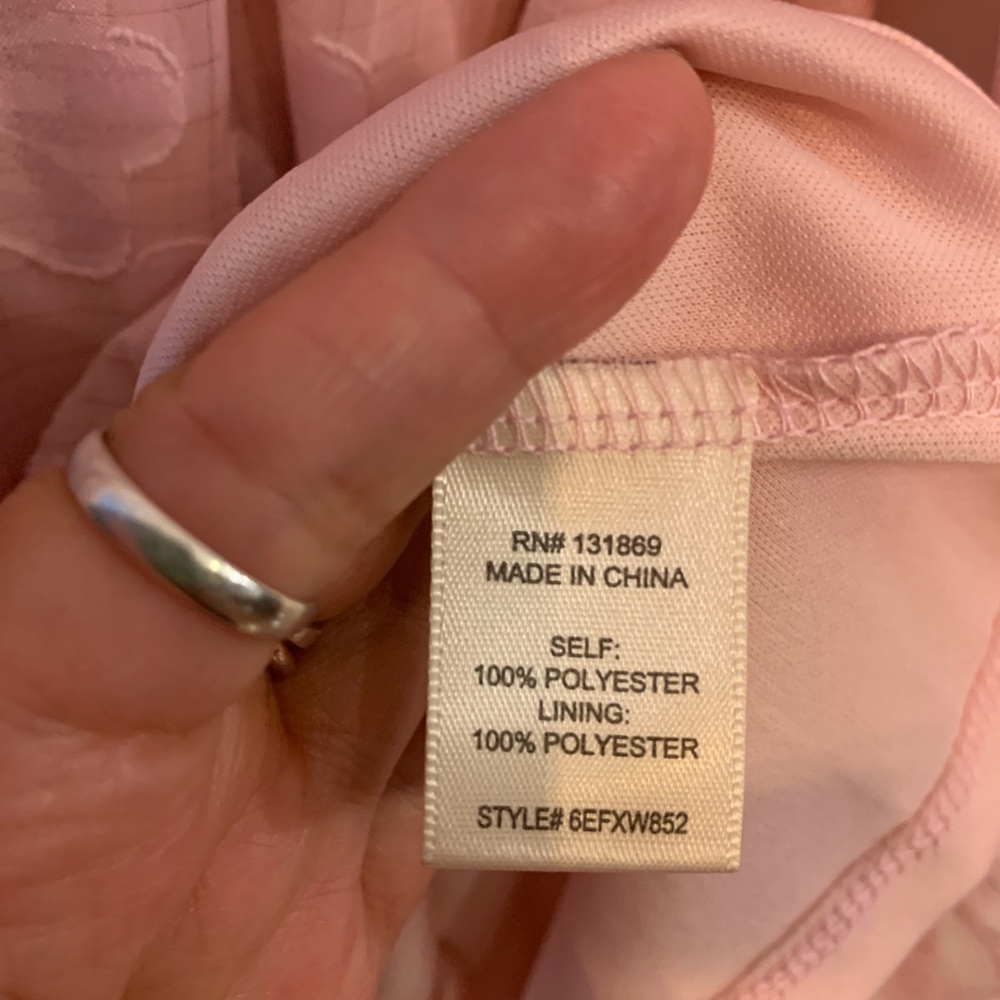 RN# 131869
MADE IN CHINA
SELF:
100% POLYESTER
LINING:
100% POLYESTER
STYLE# 6EFXW852